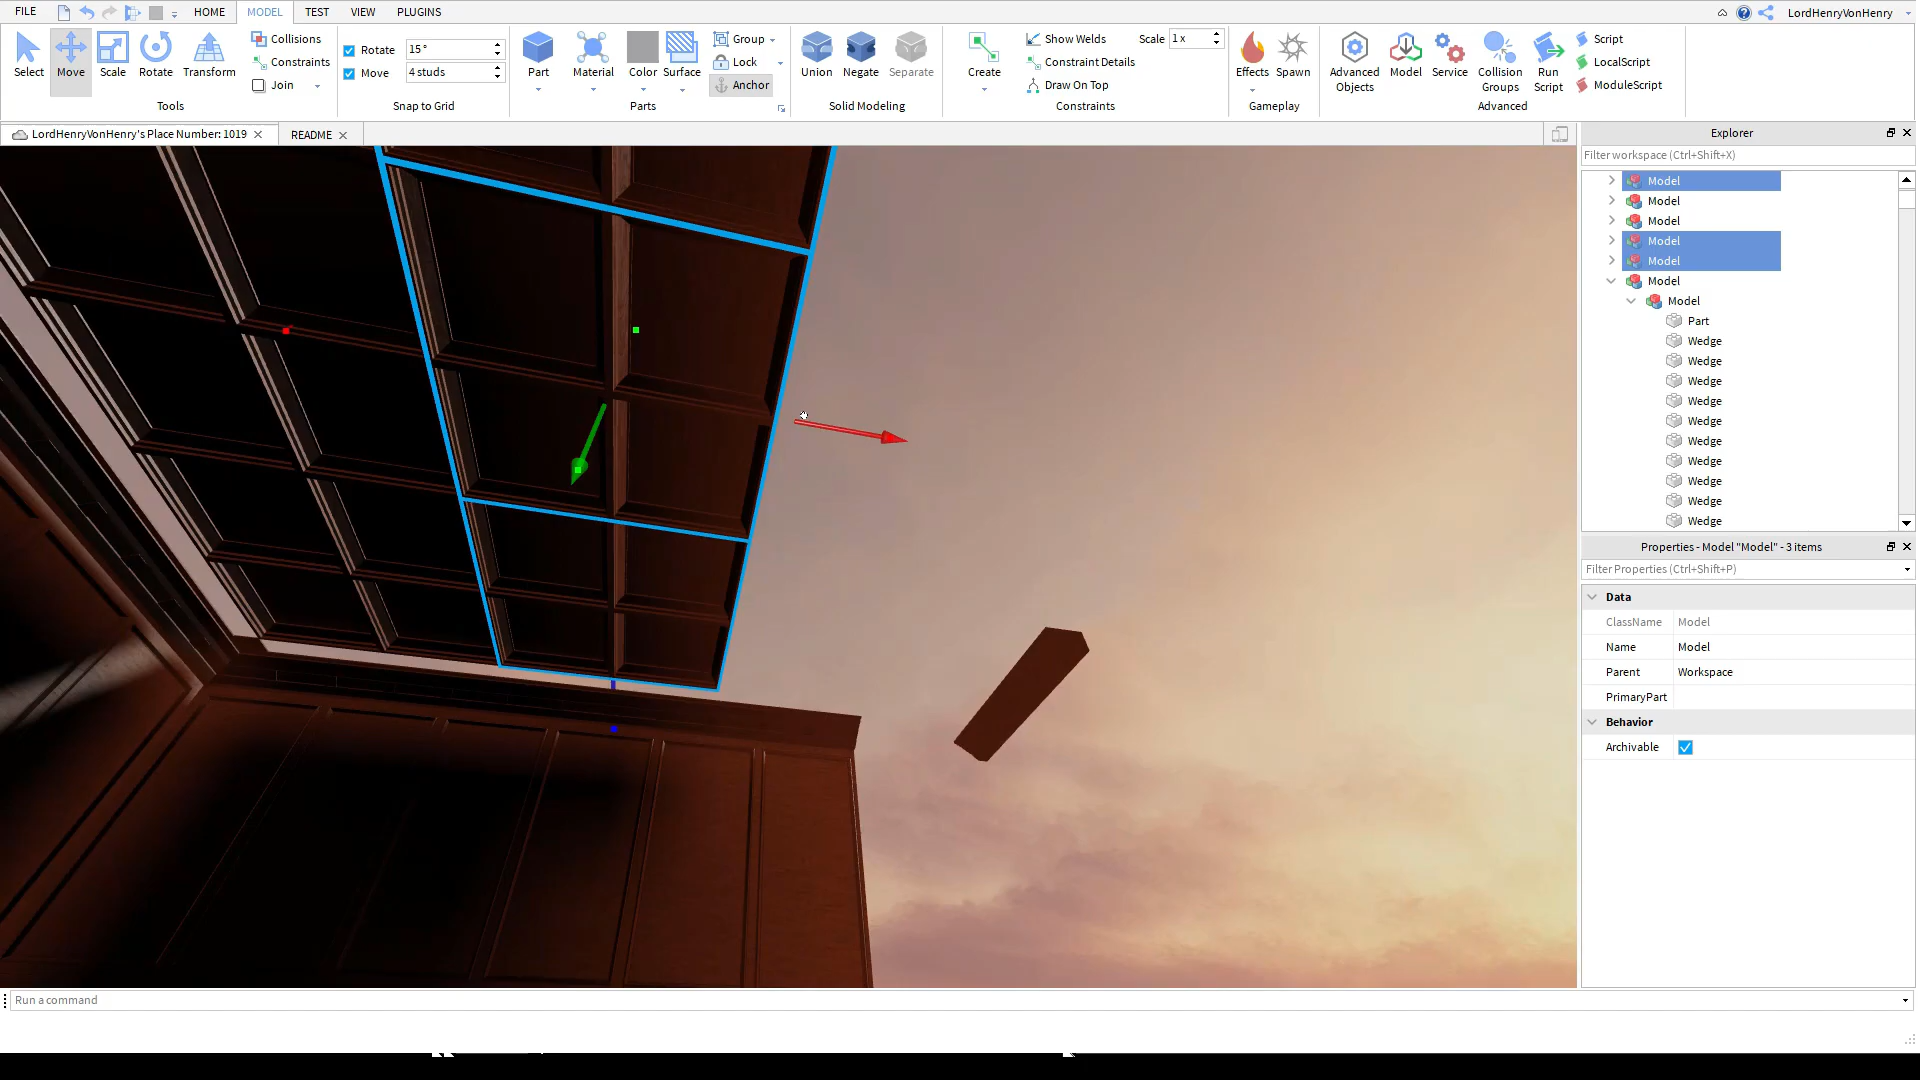 FILE HOME MODEL TEST VIEW PLUGINS LordHenryVonHenry
Select Move Scale Rotate Transform
Collisions
Constraints
Join
Tools
Rotate 15 °
Move 4 studs
Snap to Grid
Part Material Color Surface
Group
Lock
Anchor
Parts
Union Negate Separate
Solid Modeling
Create
Show Welds Scale 1 x
Constraint Details
Draw On Top
Constraints
Effects Spawn
Gameplay
Advanced Objects Model Service Collision Groups Run Script
Script
LocalScript
ModuleScript
Advanced
LordHenryVonHenry's Place Number: 1019 README
Explorer
Filter workspace (Ctrl+Shift+X)
Model
Model
Model
Model
Model
Model
Model
Part
Wedge
Wedge
Wedge
Wedge
Wedge
Wedge
Wedge
Wedge
Wedge
Wedge
Properties - Model "Model" - 3 items
Filter Properties (Ctrl+Shift+P)
Data
ClassName Model
Name Model
Parent Workspace
PrimaryPart
Behavior
Archivable
Run a command